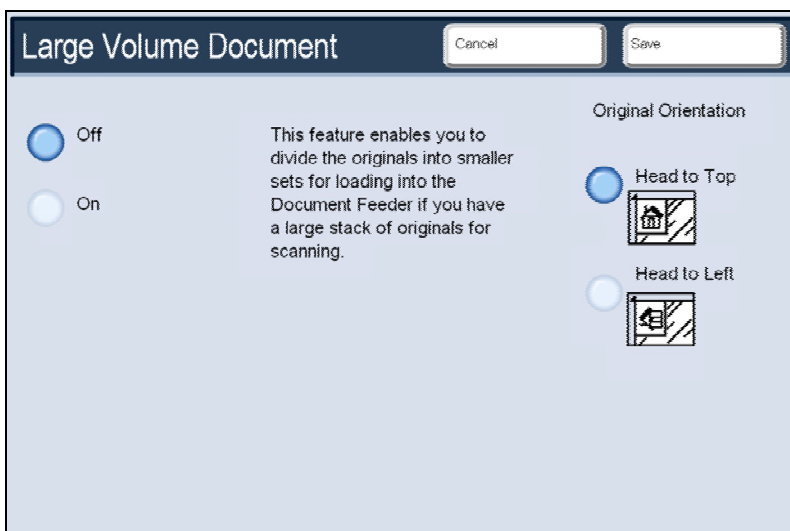 Large Volume Document
Cancel
Save
Off
On
This feature enables you to
divide the originals into smaller
sets for loading into the
Document Feeder if you have
a large stack of originals for
scanning.
Original Orientation
Head to Top
Head to Left